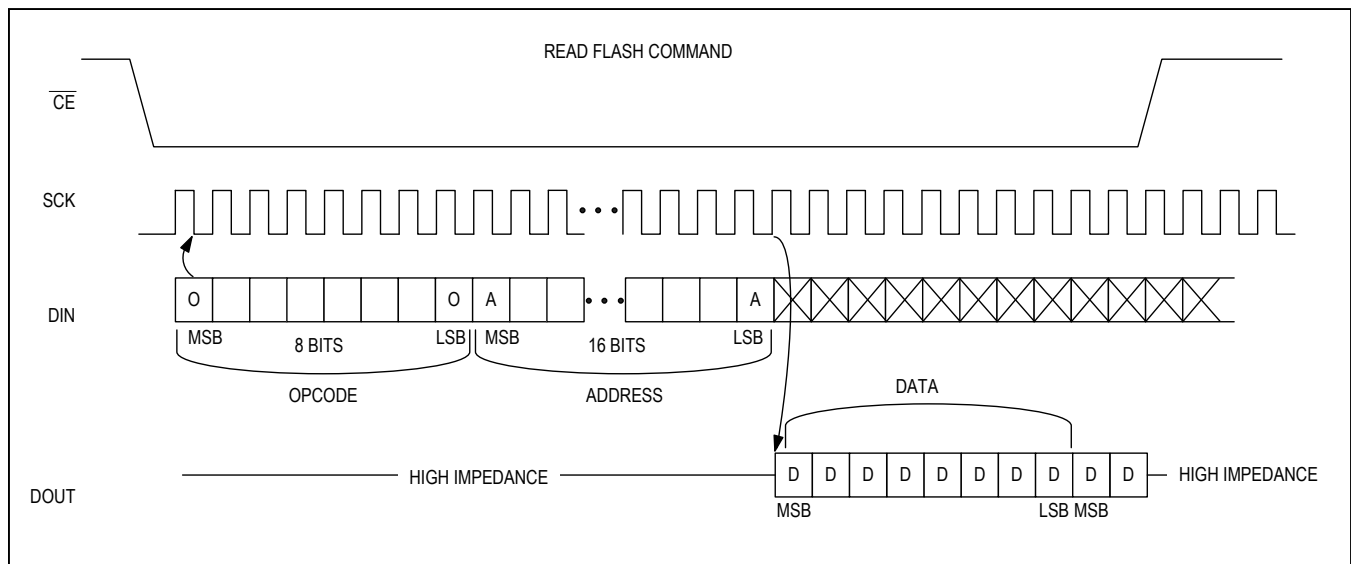 READ FLASH COMMAND
CE
SCK
DIN
O O A A
MSB 8 BITS LSB MSB 16 BITS LSB
OPCODE ADDRESS
DATA
DOUT
HIGH IMPEDANCE D D D D D D D D D D HIGH IMPEDANCE
MSB LSB MSB